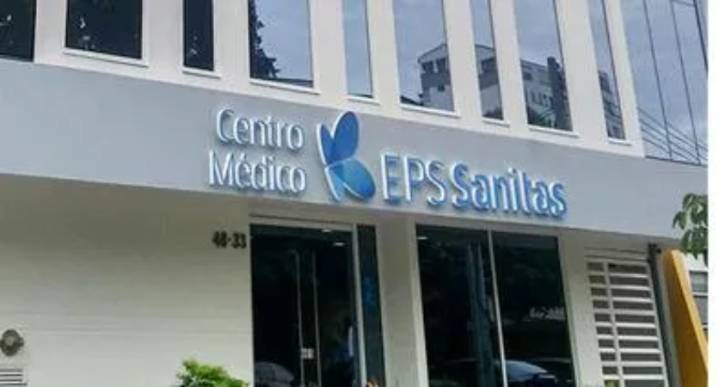 Centro
Médico
EPS Sanitas
48-33